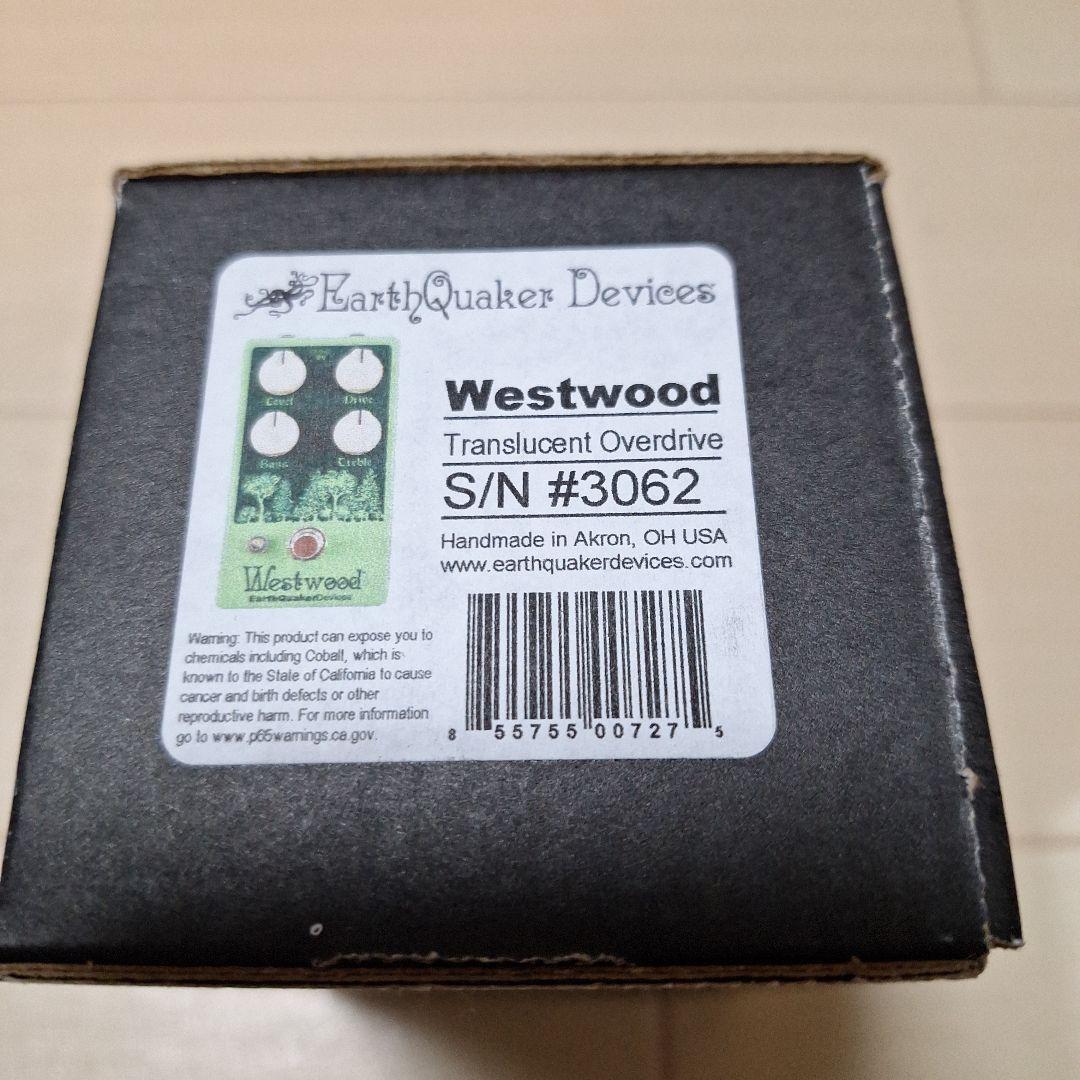 EarthQuaker Devices
Level Drive
Bass Treble
Westwood
EarthQuakerDevices
Westwood
Translucent Overdrive
S/N #3062
Handmade in Akron, OH USA
www.earthquakerdevices.com
Warning: This product can expose you to
chemicals including Cobalt, which is
known to the State of California to cause
cancer and birth defects or other
reproductive harm. For more information
go to www.p65warnings.ca.gov.
8 55755 00727 5